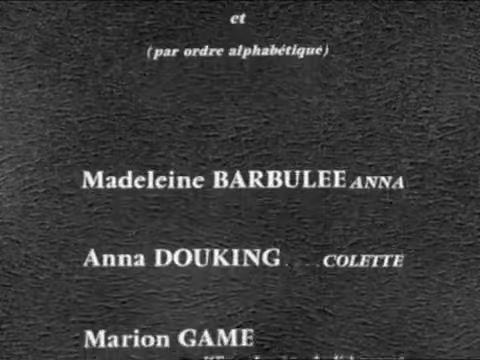 et
(par ordre alphabétique)
Madeleine BARBULEE ANNA
Anna DOUKING .... COLETTE
Marion GAME